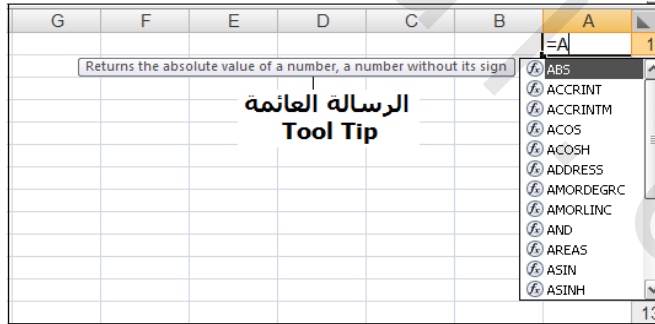 G F E D C B A
=A 1
Returns the absolute value of a number, a number without its sign
ABS
الرسالة العائمة
Tool Tip
ACCRINT
ACCRINTM
ACOS
ACOSH
ADDRESS
AMORDEGRC
AMORLINC
AND
AREAS
ASIN
ASINH
13